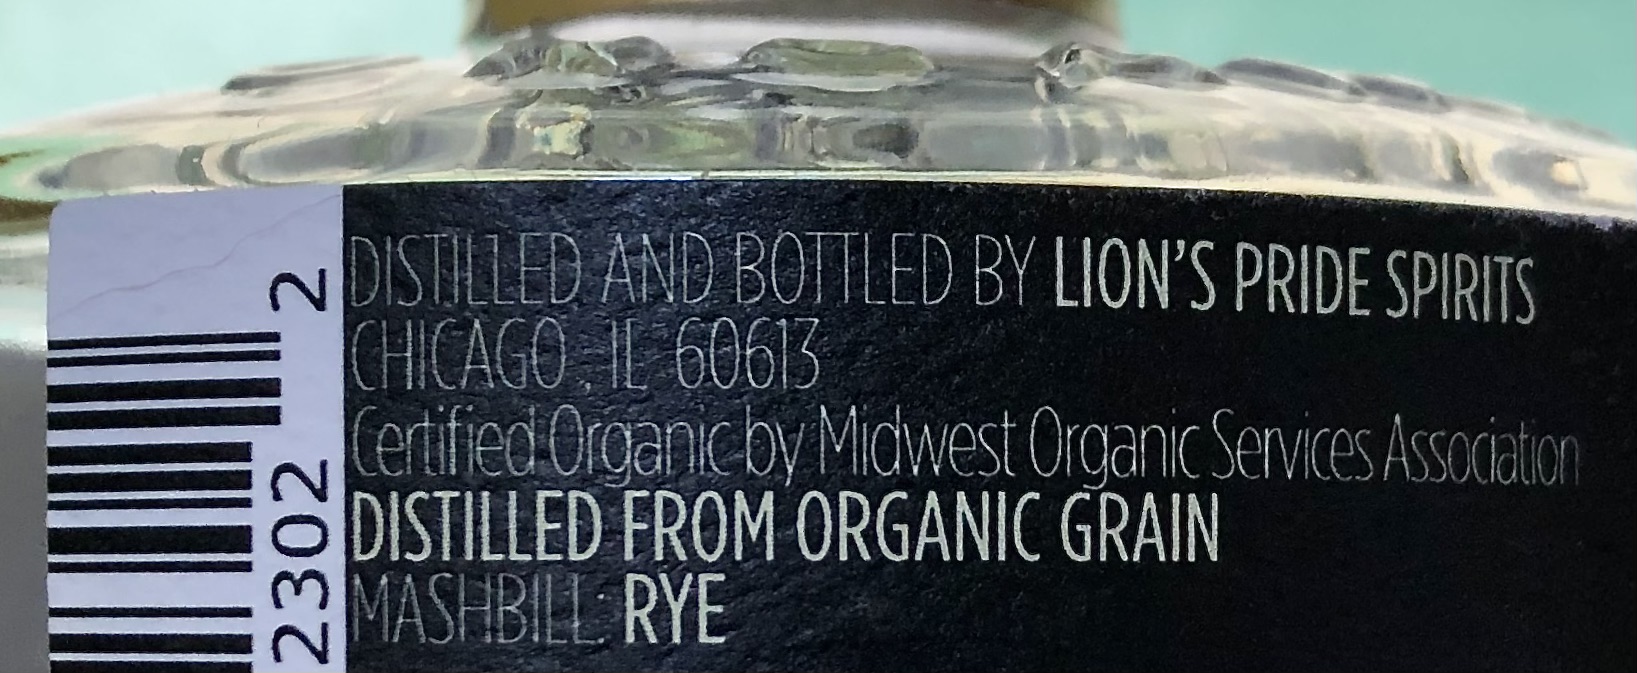 DISTILLED AND BOTTLED BY LION'S PRIDE SPIRITS
CHICAGO, IL 60613
Certified Organic by Midwest Organic Services Association
DISTILLED FROM ORGANIC GRAIN
MASHBILL: RYE
2302 2